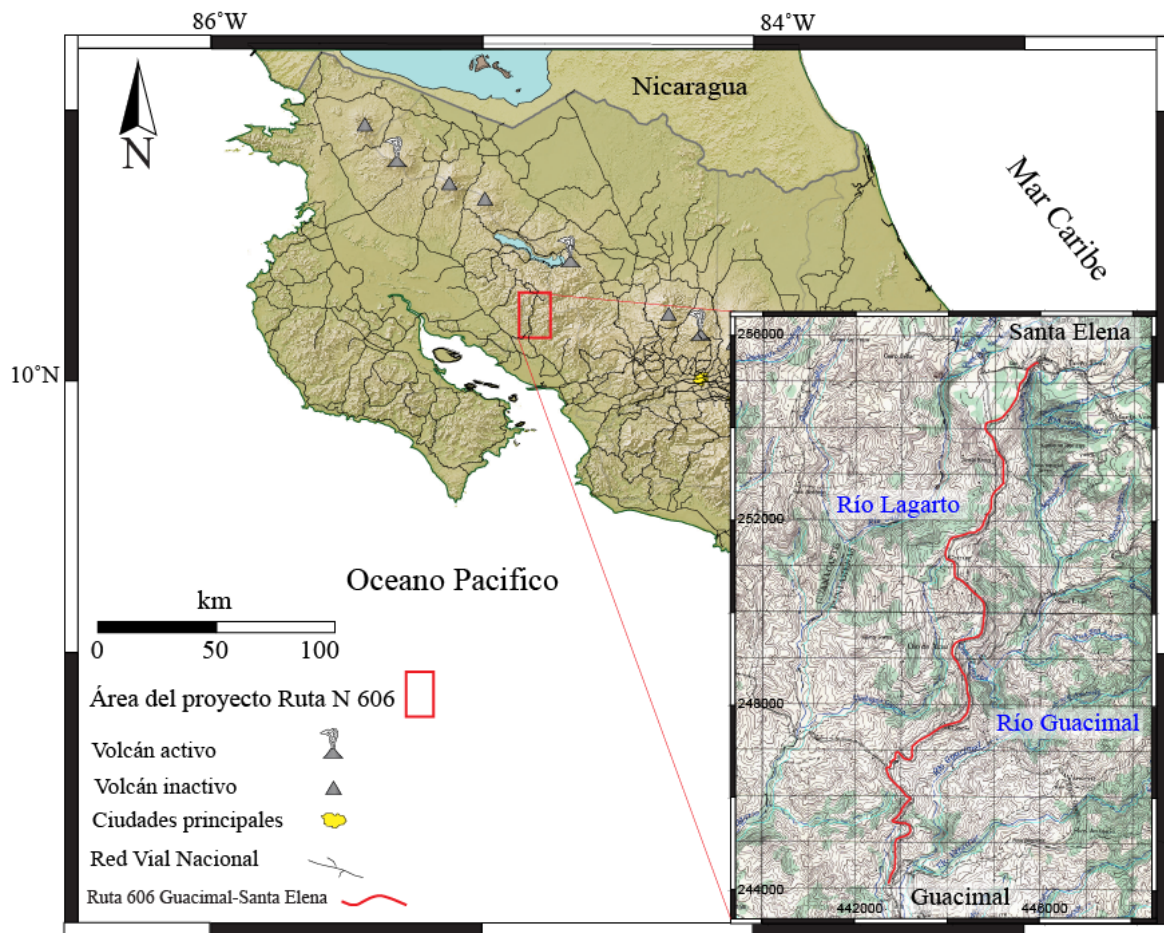 86°W
84°W
Nicaragua
N
Mar Caribe
10°N
Oceano Pacifico
km
0 50 100
Área del proyecto Ruta N 606
Volcán activo
Volcán inactivo
Ciudades principales
Red Vial Nacional
Ruta 606 Guacimal-Santa Elena
256000
Santa Elena
Río Lagarto
252000
248000
Río Guacimal
244000
Guacimal
442000
446000